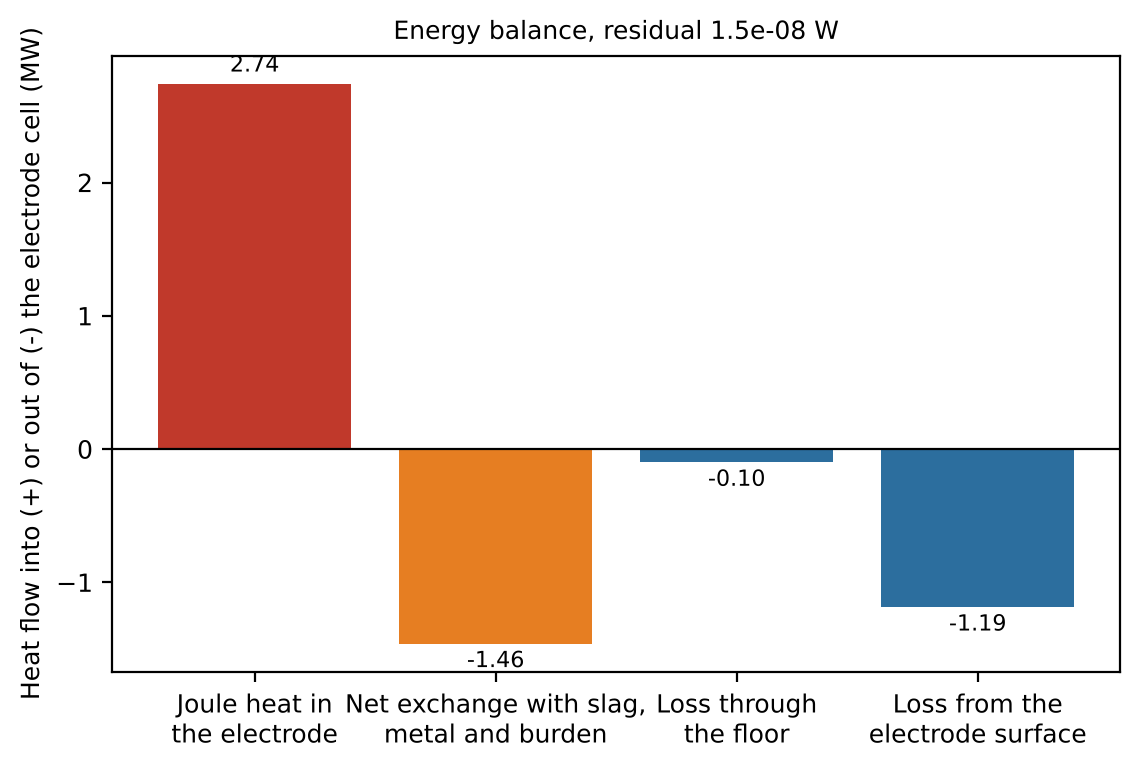 Energy balance, residual 1.5e-08 W
Heat flow into (+) or out of (-) the electrode cell (MW)
2
1
0
−1
2.74
-1.46
-0.10
-1.19
Joule heat in
the electrode
Net exchange with slag,
metal and burden
Loss through
the floor
Loss from the
electrode surface